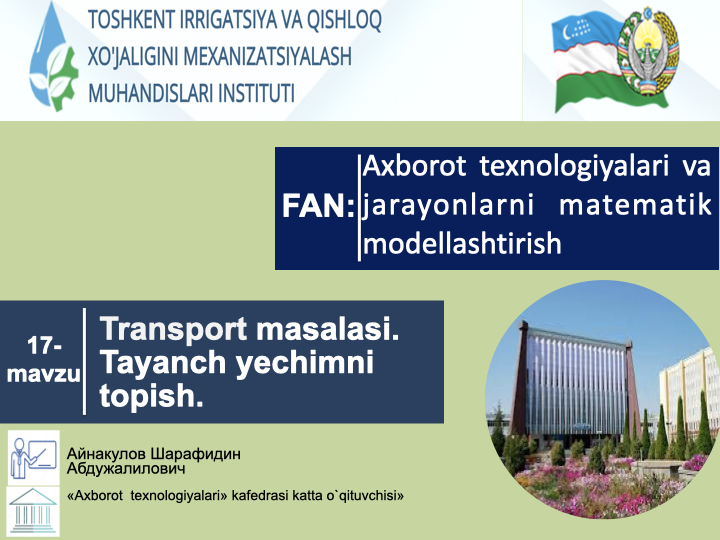 TOSHKENT IRRIGATSIYA VA QISHLOQ
XO'JALIGINI MEXANIZATSIYALASH
MUHANDISLARI INSTITUTI
FAN:
Axborot texnologiyalari va
jarayonlarni matematik
modellashtirish
17-
mavzu
Transport masalasi.
Tayanch yechimni
topish.
Айнакулов Шарафидин
Абдужалилович
«Axborot texnologiyalari» kafedrasi katta o`qituvchisi»